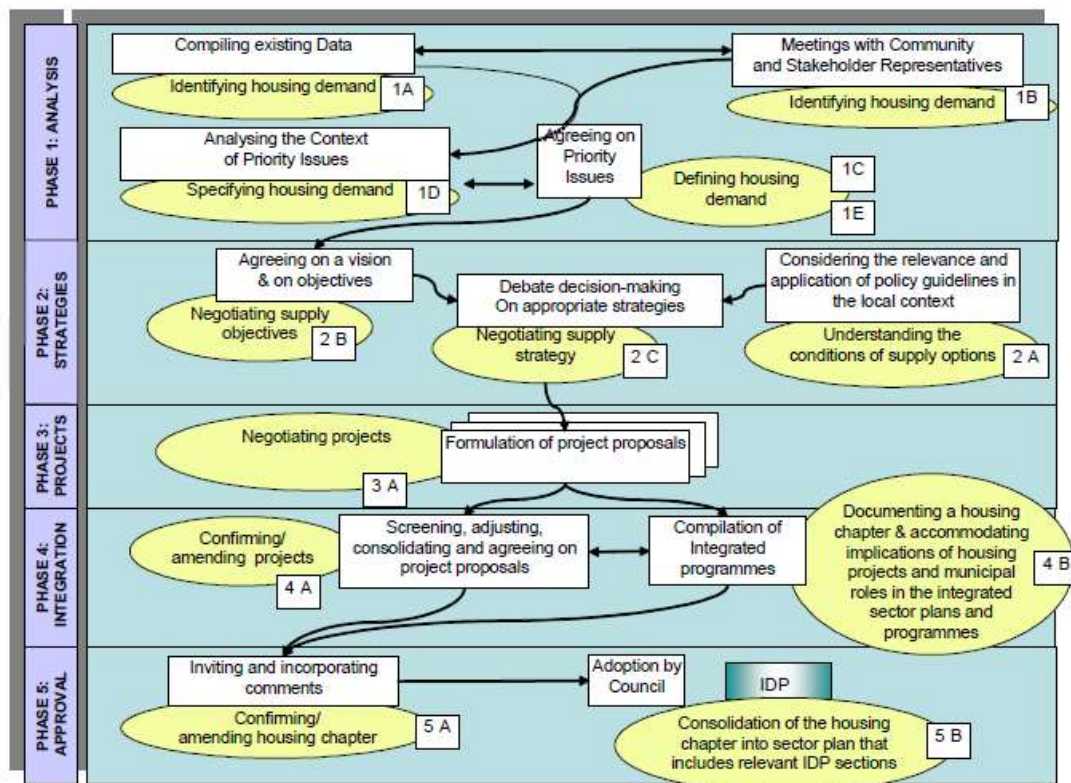 PHASE 1: ANALYSIS
Compiling existing Data
Identifying housing demand
1A
Meetings with Community
and Stakeholder Representatives
Identifying housing demand
1B
Analysing the Context
of Priority Issues
Specifying housing demand
1D
Agreeing on
Priority
Issues
Defining housing
demand
1C
1E
PHASE 2:
STRATEGIES
Agreeing on a vision
& on objectives
Negotiating supply
objectives
2 B
Debate decision-making
On appropriate strategies
Negotiating supply
strategy
2 C
Considering the relevance and
application of policy guidelines in
the local context
Understanding the
conditions of supply options
2 A
PHASE 3:
PROJECTS
Negotiating projects
3 A
Formulation of project proposals
PHASE 4:
INTEGRATION
Confirming/
amending projects
4 A
Screening, adjusting,
consolidating and agreeing on
project proposals
Compilation of
Integrated
programmes
Documenting a housing
chapter & accommodating
implications of housing
projects and municipal
roles in the integrated
sector plans and
programmes
4 B
PHASE 5:
APPROVAL
Inviting and incorporating
comments
Confirming/
amending housing chapter
5 A
Adoption by
Council
IDP
Consolidation of the housing
chapter into sector plan that
includes relevant IDP sections
5 B